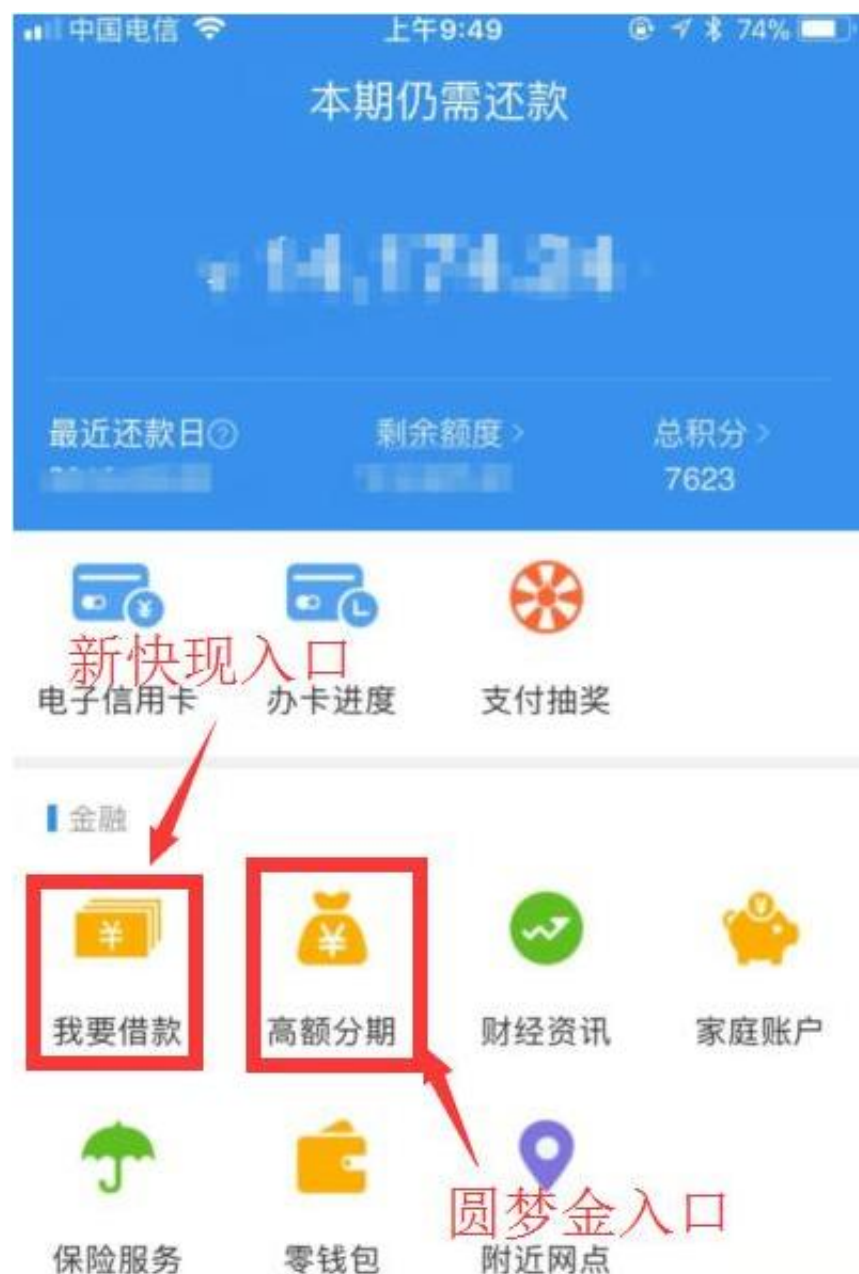 中国电信 上午9:49 74%
本期仍需还款
14,174.24
最近还款日 剩余额度 总积分
7623
新快现入口
电子信用卡 办卡进度 支付抽奖
金融
我要借款 高额分期 财经资讯 家庭账户
圆梦金入口
保险服务 零钱包 附近网点